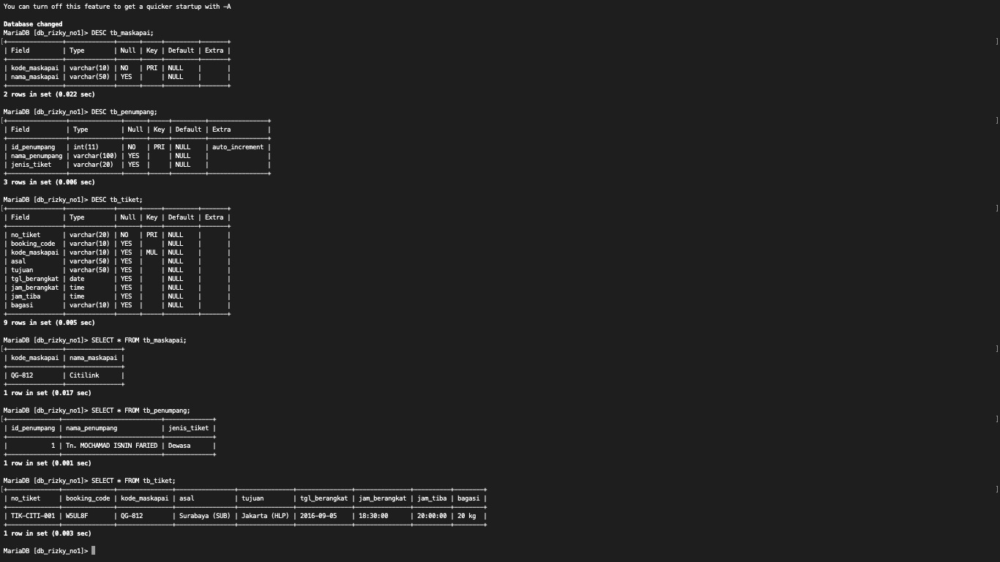 You can turn off this feature to get a quicker startup with -A
Database changed
MariaDB [db_rizky_no1]> DESC tb_maskapai;
[+---------------+-------------+------+-----+---------+-------+ ]
| Field         | Type        | Null | Key | Default | Extra |
+---------------+-------------+------+-----+---------+-------+
| kode_maskapai | varchar(10) | NO   | PRI | NULL    |       |
| nama_maskapai | varchar(50) | YES  |     | NULL    |       |
+---------------+-------------+------+-----+---------+-------+
2 rows in set (0.022 sec)
MariaDB [db_rizky_no1]> DESC tb_penumpang;
[+----------------+--------------+------+-----+---------+----------------+ ]
| Field          | Type         | Null | Key | Default | Extra          |
+----------------+--------------+------+-----+---------+----------------+
| id_penumpang   | int(11)      | NO   | PRI | NULL    | auto_increment |
| nama_penumpang | varchar(100) | YES  |     | NULL    |                |
| jenis_tiket    | varchar(20)  | YES  |     | NULL    |                |
+----------------+--------------+------+-----+---------+----------------+
3 rows in set (0.006 sec)
MariaDB [db_rizky_no1]> DESC tb_tiket;
[+---------------+-------------+------+-----+---------+-------+ ]
| Field         | Type        | Null | Key | Default | Extra |
+---------------+-------------+------+-----+---------+-------+
| no_tiket      | varchar(20) | NO   | PRI | NULL    |       |
| booking_code  | varchar(10) | YES  |     | NULL    |       |
| kode_maskapai | varchar(10) | YES  | MUL | NULL    |       |
| asal          | varchar(50) | YES  |     | NULL    |       |
| tujuan        | varchar(50) | YES  |     | NULL    |       |
| tgl_berangkat | date        | YES  |     | NULL    |       |
| jam_berangkat | time        | YES  |     | NULL    |       |
| jam_tiba      | time        | YES  |     | NULL    |       |
| bagasi        | varchar(10) | YES  |     | NULL    |       |
+---------------+-------------+------+-----+---------+-------+
9 rows in set (0.005 sec)
MariaDB [db_rizky_no1]> SELECT * FROM tb_maskapai;
[+---------------+---------------+ ]
| kode_maskapai | nama_maskapai |
+---------------+---------------+
| QG-812        | Citilink      |
+---------------+---------------+
1 row in set (0.017 sec)
MariaDB [db_rizky_no1]> SELECT * FROM tb_penumpang;
[+--------------+---------------------------+-------------+ ]
| id_penumpang | nama_penumpang            | jenis_tiket |
+--------------+---------------------------+-------------+
|            1 | Tn. MOCHAMAD ISNIN FARIED | Dewasa      |
+--------------+---------------------------+-------------+
1 row in set (0.001 sec)
MariaDB [db_rizky_no1]> SELECT * FROM tb_tiket;
[+--------------+--------------+---------------+----------------+---------------+---------------+---------------+----------+--------+ ]
| no_tiket     | booking_code | kode_maskapai | asal           | tujuan        | tgl_berangkat | jam_berangkat | jam_tiba | bagasi |
+--------------+--------------+---------------+----------------+---------------+---------------+---------------+----------+--------+
| TIK-CITI-001 | W5UL8F       | QG-812        | Surabaya (SUB) | Jakarta (HLP) | 2016-09-05    | 18:30:00      | 20:00:00 | 20 kg  |
+--------------+--------------+---------------+----------------+---------------+---------------+---------------+----------+--------+
1 row in set (0.003 sec)
MariaDB [db_rizky_no1]>